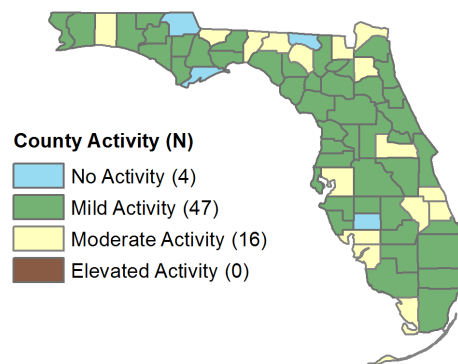 County Activity (N)
No Activity (4)
Mild Activity (47)
Moderate Activity (16)
Elevated Activity (0)